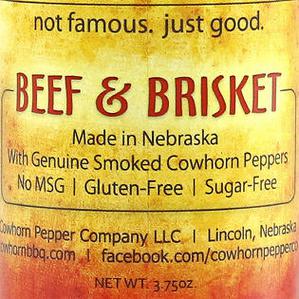 not famous. just good.
BEEF & BRISKET
Made in Nebraska
With Genuine Smoked Cowhorn Peppers
No MSG | Gluten-Free | Sugar-Free
Cowhorn Pepper Company LLC | Lincoln, Nebraska
cowhornbbq.com | facebook.com/cowhornpepperco
NET WT. 3.75oz.